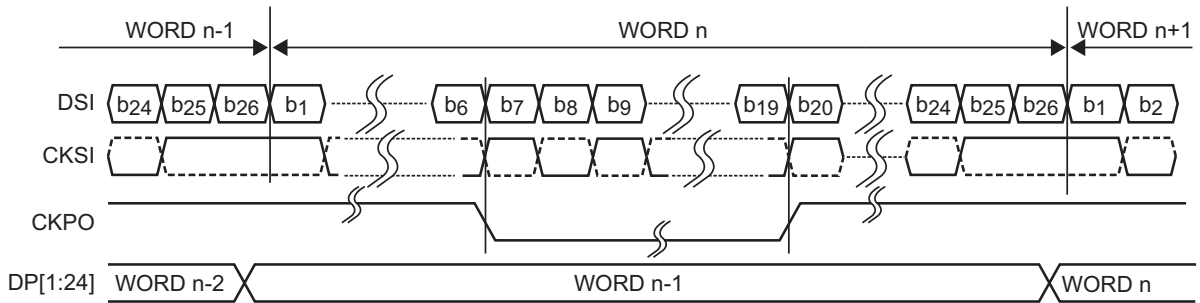 WORD n-1 WORD n WORD n+1
DSI b24 b25 b26 b1 b6 b7 b8 b9 b19 b20 b24 b25 b26 b1 b2
CKSI
CKPO
DP[1:24] WORD n-2 WORD n-1 WORD n